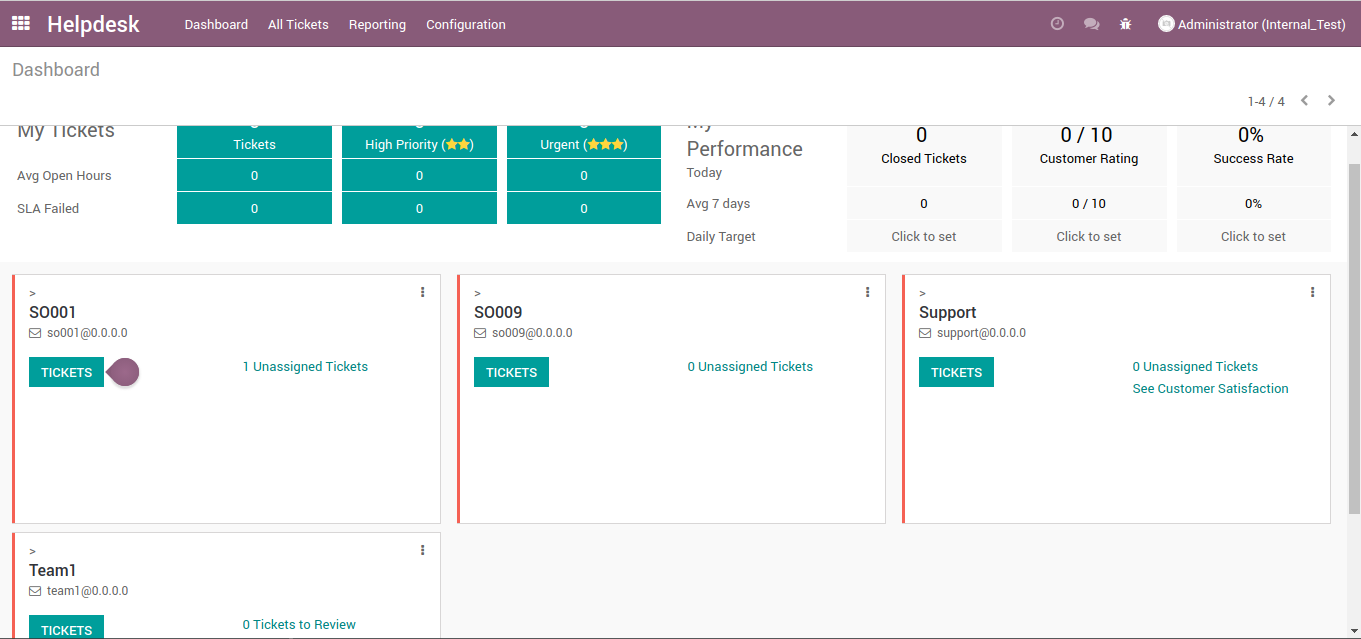 Helpdesk Dashboard All Tickets Reporting Configuration Administrator (Internal_Test)
Dashboard
1-4 / 4
My Tickets
Tickets High Priority (★★) Urgent (★★★)
Avg Open Hours 0 0 0
SLA Failed 0 0 0
My
Performance
Today
0 0 / 10 0%
Closed Tickets Customer Rating Success Rate
Avg 7 days 0 0 / 10 0%
Daily Target Click to set Click to set Click to set
>
SO001
so001@0.0.0.0
TICKETS 1 Unassigned Tickets
>
SO009
so009@0.0.0.0
TICKETS 0 Unassigned Tickets
>
Support
support@0.0.0.0
TICKETS 0 Unassigned Tickets
See Customer Satisfaction
>
Team1
team1@0.0.0.0
TICKETS 0 Tickets to Review